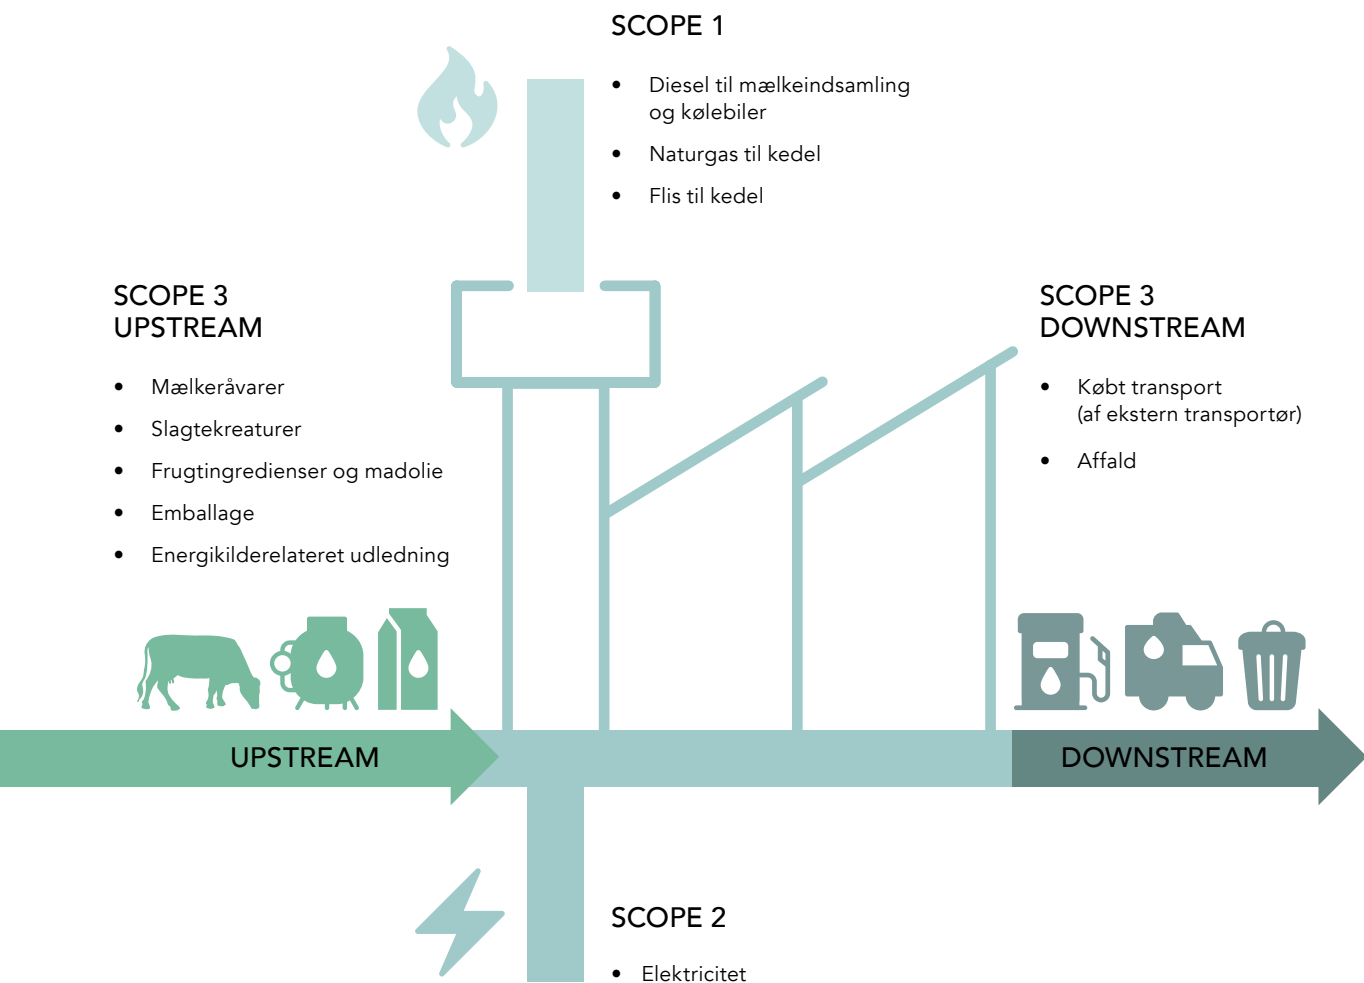 SCOPE 1
• Diesel til mælkeindsamling
og kølebiler
• Naturgas til kedel
• Flis til kedel
SCOPE 3
UPSTREAM
• Mælkeråvarer
• Slagtekreaturer
• Frugtingredienser og madolie
• Emballage
• Energikilderelateret udledning
SCOPE 3
DOWNSTREAM
• Købt transport
(af ekstern transportør)
• Affald
UPSTREAM
DOWNSTREAM
SCOPE 2
• Elektricitet